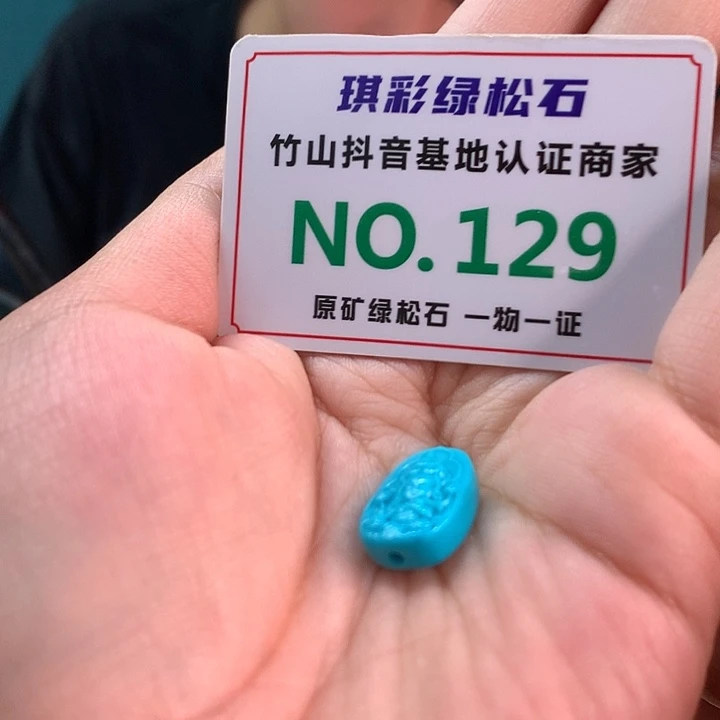 琪彩绿松石
竹山抖音基地认证商家
NO.129
原矿绿松石 一物一证